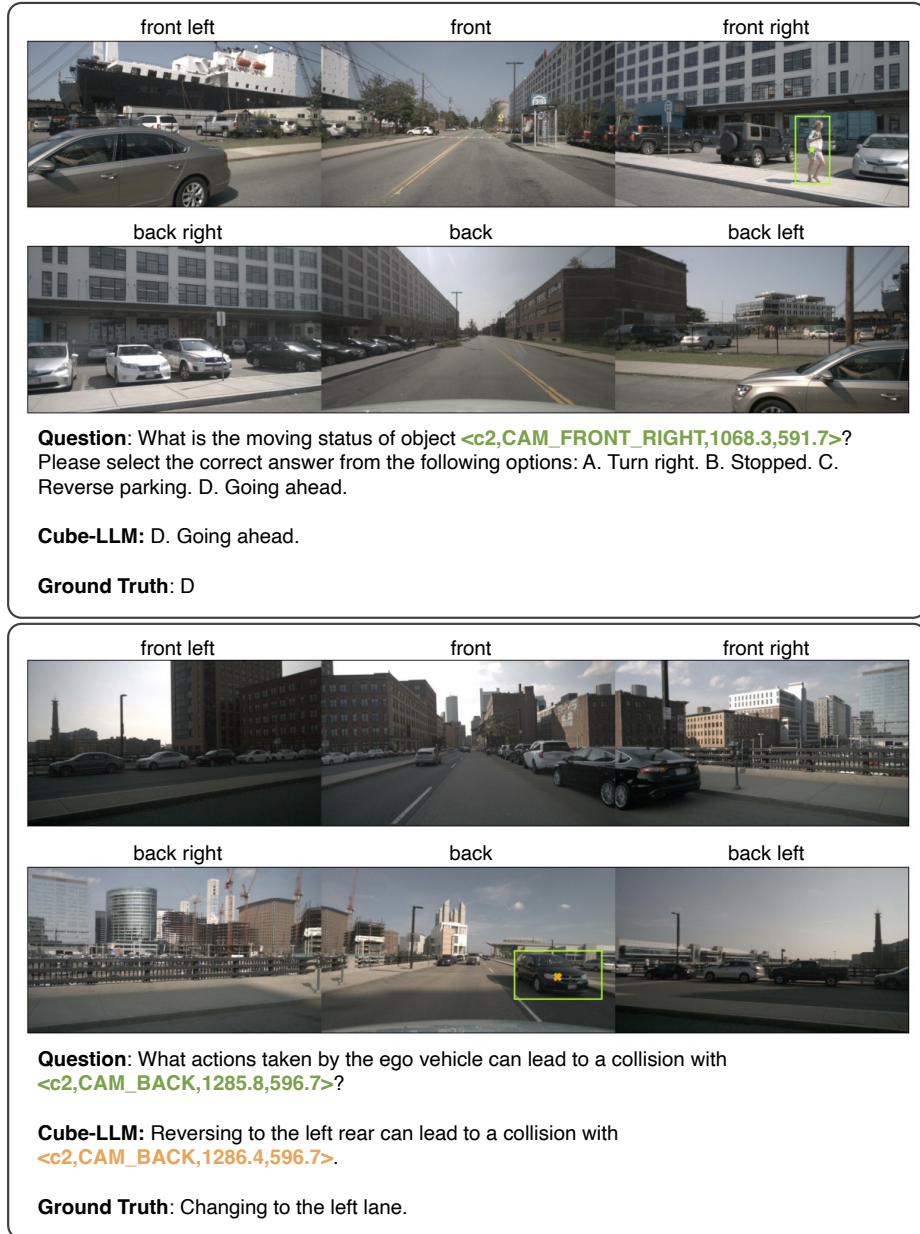 front left
front
front right
back right
back
back left
Question: What is the moving status of object <c2,CAM_FRONT_RIGHT,1068.3,591.7>?
Please select the correct answer from the following options: A. Turn right. B. Stopped. C.
Reverse parking. D. Going ahead.
Cube-LLM: D. Going ahead.
Ground Truth: D
front left
front
front right
back right
back
back left
Question: What actions taken by the ego vehicle can lead to a collision with
<c2,CAM_BACK,1285.8,596.7>?
Cube-LLM: Reversing to the left rear can lead to a collision with
<c2,CAM_BACK,1286.4,596.7>.
Ground Truth: Changing to the left lane.